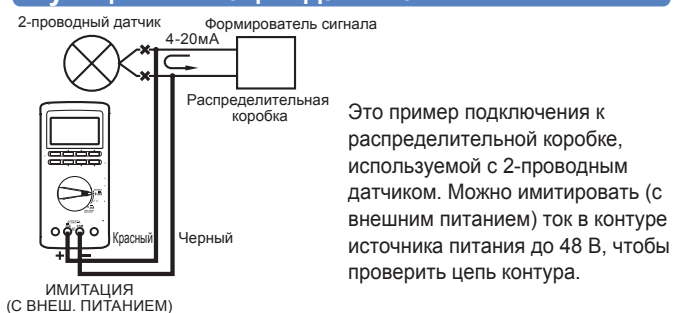 2-проводный датчик
Формирователь сигнала
4-20мА
Распределительная
коробка
Красный
Черный
+
−
ИМИТАЦИЯ
(С ВНЕШ. ПИТАНИЕМ)
Это пример подключения к
распределительной коробке,
используемой с 2-проводным
датчиком. Можно имитировать (с
внешним питанием) ток в контуре
источника питания до 48 В, чтобы
проверить цепь контура.